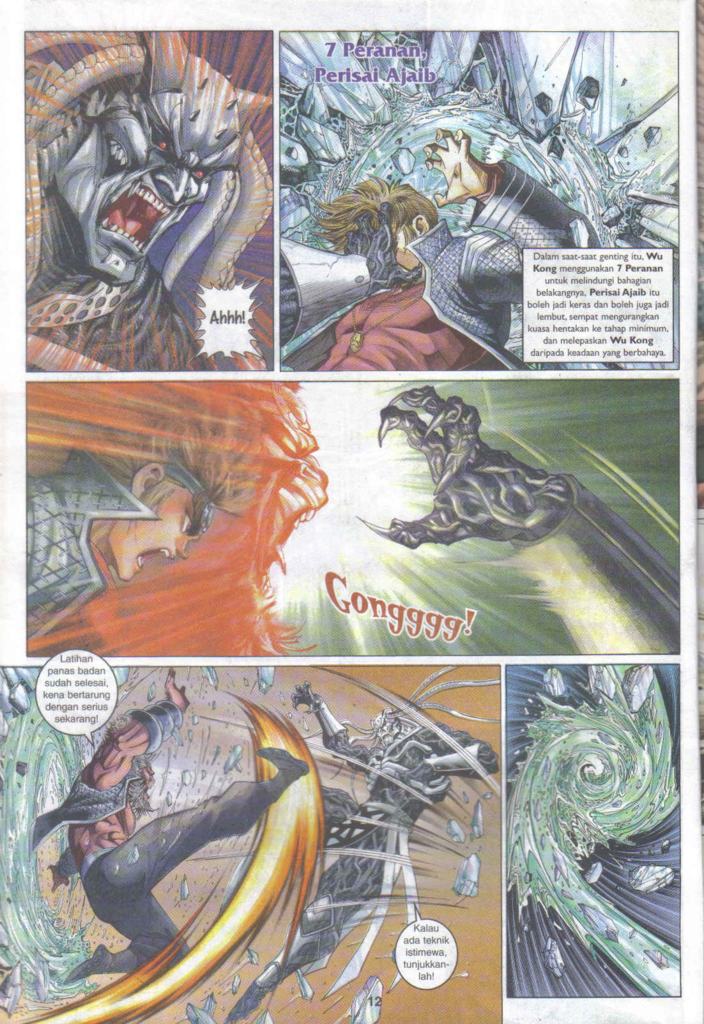 7 Peranan,
Perisai Ajaib
Ahhh!
Dalam saat-saat genting itu, Wu
Kong menggunakan 7 Peranan
untuk melindungi bahagian
belakangnya, Perisai Ajaib itu
boleh jadi keras dan boleh juga jadi
lembut, sempat mengurangkan
kuasa hentakan ke tahap minimum,
dan melepaskan Wu Kong
daripada keadaan yang berbahaya.
Gongggg!
Latihan
panas badan
sudah selesai,
kena bertarung
dengan serius
sekarang!
Kalau
ada teknik
istimewa,
tunjukkan-
lah!
12